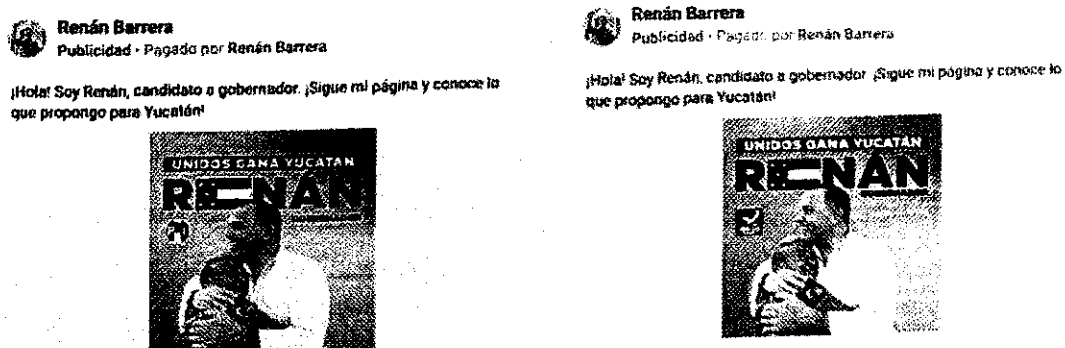 Renán Barrera
Publicidad · Pagado por Renán Barrera
¡Hola! Soy Renán, candidato a gobernador. ¡Sigue mi página y conoce lo
que propongo para Yucatán!
UNIDOS GANA YUCATÁN
RENÁN
Renán Barrera
Publicidad · Pagado por Renán Barrera
¡Hola! Soy Renán, candidato a gobernador. ¡Sigue mi página y conoce lo
que propongo para Yucatán!
UNIDOS GANA YUCATÁN
RENÁN